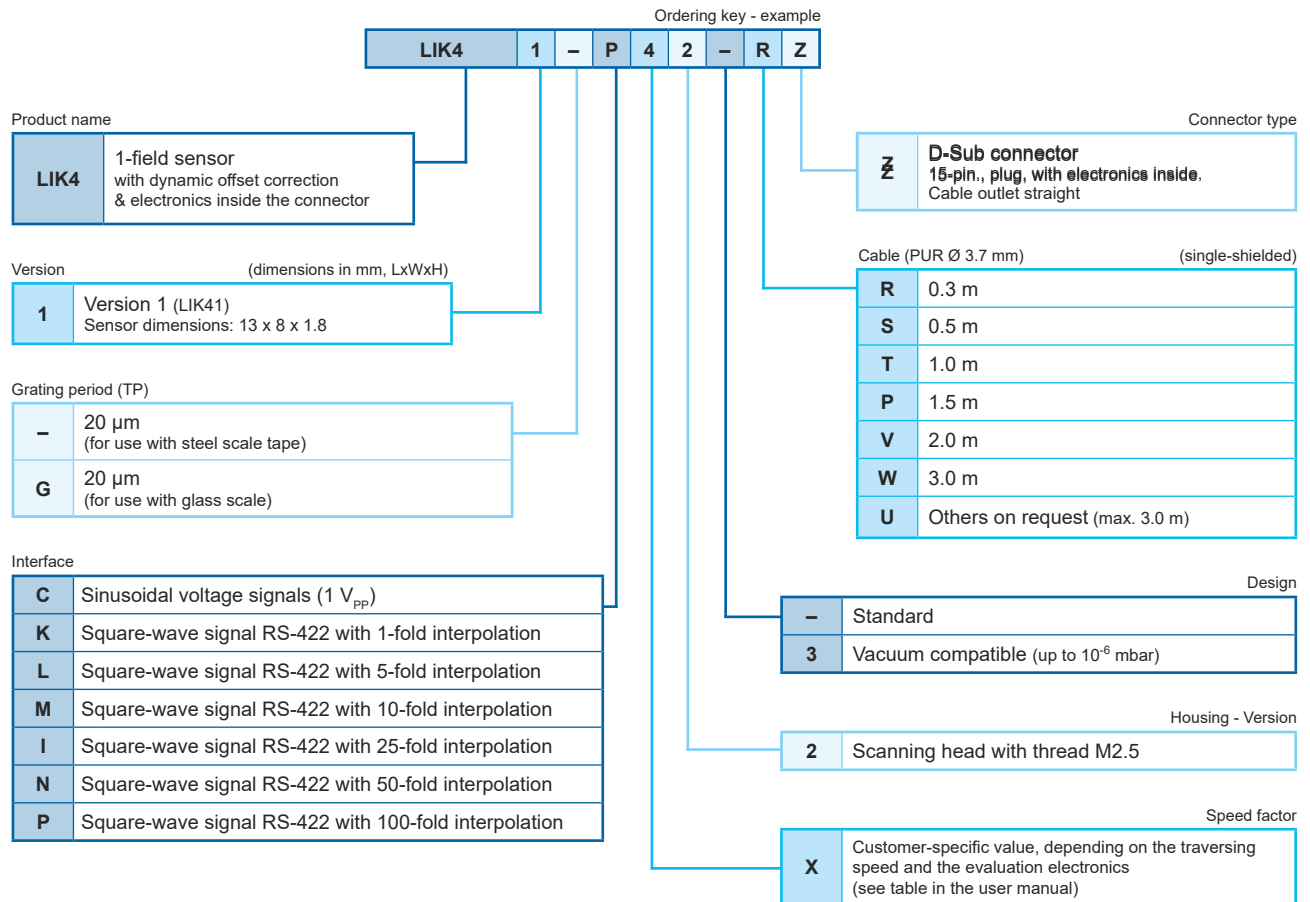 Ordering key - example
LIK4 1 – P 4 2 – R Z
Product name
LIK4
1-field sensor
with dynamic offset correction
& electronics inside the connector
Version (dimensions in mm, LxWxH)
1
Version 1 (LIK41)
Sensor dimensions: 13 x 8 x 1.8
Grating period (TP)
–
20 µm
(for use with steel scale tape)
G
20 µm
(for use with glass scale)
Interface
C Sinusoidal voltage signals (1 VPP)
K Square-wave signal RS-422 with 1-fold interpolation
L Square-wave signal RS-422 with 5-fold interpolation
M Square-wave signal RS-422 with 10-fold interpolation
I Square-wave signal RS-422 with 25-fold interpolation
N Square-wave signal RS-422 with 50-fold interpolation
P Square-wave signal RS-422 with 100-fold interpolation
Connector type
Z
D-Sub connector
15-pin., plug, with electronics inside,
Cable outlet straight
Cable (PUR Ø 3.7 mm) (single-shielded)
R 0.3 m
S 0.5 m
T 1.0 m
P 1.5 m
V 2.0 m
W 3.0 m
U Others on request (max. 3.0 m)
Design
– Standard
3 Vacuum compatible (up to 10-6 mbar)
Housing - Version
2 Scanning head with thread M2.5
Speed factor
X
Customer-specific value, depending on the traversing
speed and the evaluation electronics
(see table in the user manual)